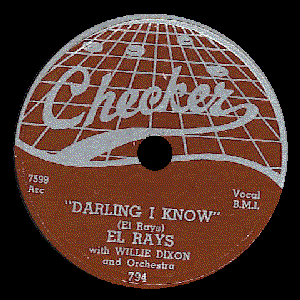 Checker
7599
Arc
Vocal
B.M.I.
"DARLING I KNOW"
(El Rays)
EL RAYS
with WILLIE DIXON
and Orchestra
794